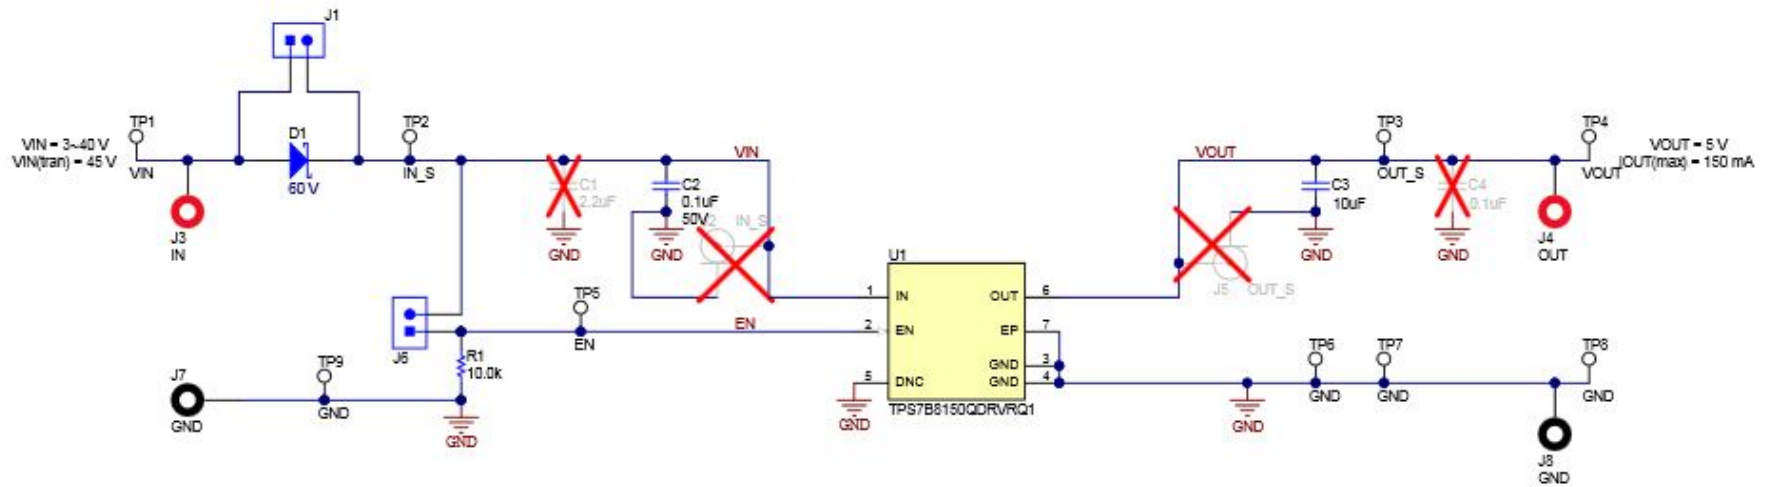 J1
TP1
VIN = 3~40 V
VIN(tran) = 45 V
VIN
D1
60 V
TP2
IN_S
J3
IN
C1
2.2uF
GND
C2
0.1uF
50V
GND
VIN
IN_S
J6
R1
10.0k
TP5
EN
EN
J7
GND
TP9
GND
GND
U1
1
IN
2
EN
5
DNC
GND
OUT
6
EP
7
GND
3
GND
4
TPS7B8150QDRVRQ1
VOUT
J5
OUT_S
C3
10uF
GND
TP3
OUT_S
C4
0.1uF
GND
TP4
VOUT
VOUT = 5 V
IOUT(max) = 150 mA
J4
OUT
GND
TP6
GND
TP7
GND
TP8
GND
J8
GND